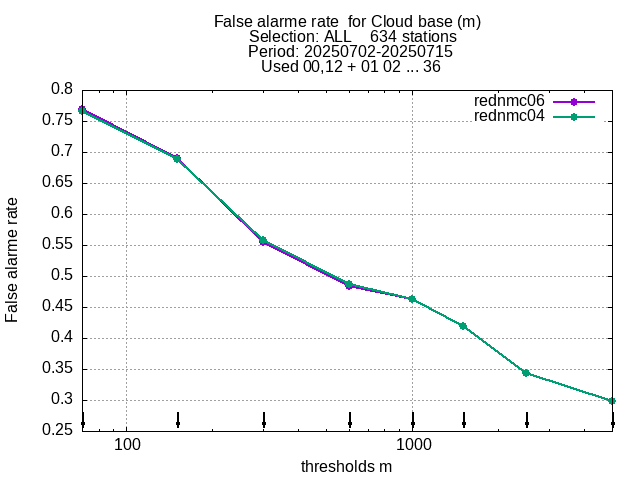 False alarme rate  for Cloud base (m)
Selection: ALL    634 stations
Period: 20250702-20250715
Used 00,12 + 01 02 ... 36
rednmc06
rednmc04
0.8
0.75
0.7
0.65
0.6
0.55
0.5
0.45
0.4
0.35
0.3
0.25
False alarme rate
100
1000
thresholds m